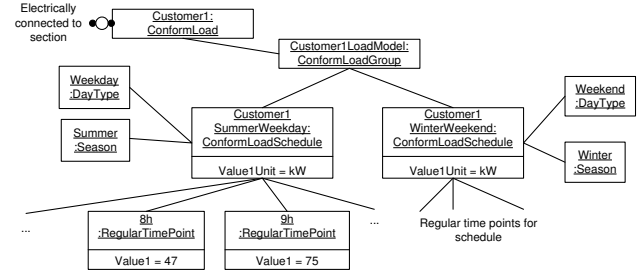 Electrically
connected to
section
Customer1:
ConformLoad
Customer1LoadModel:
ConformLoadGroup
Weekday
:DayType
Summer
:Season
Customer1
SummerWeekday:
ConformLoadSchedule
Value1Unit = kW
Customer1
WinterWeekend:
ConformLoadSchedule
Value1Unit = kW
Weekend
:DayType
Winter
:Season
...
8h
:RegularTimePoint
Value1 = 47
9h
:RegularTimePoint
Value1 = 75
...
Regular time points for
schedule